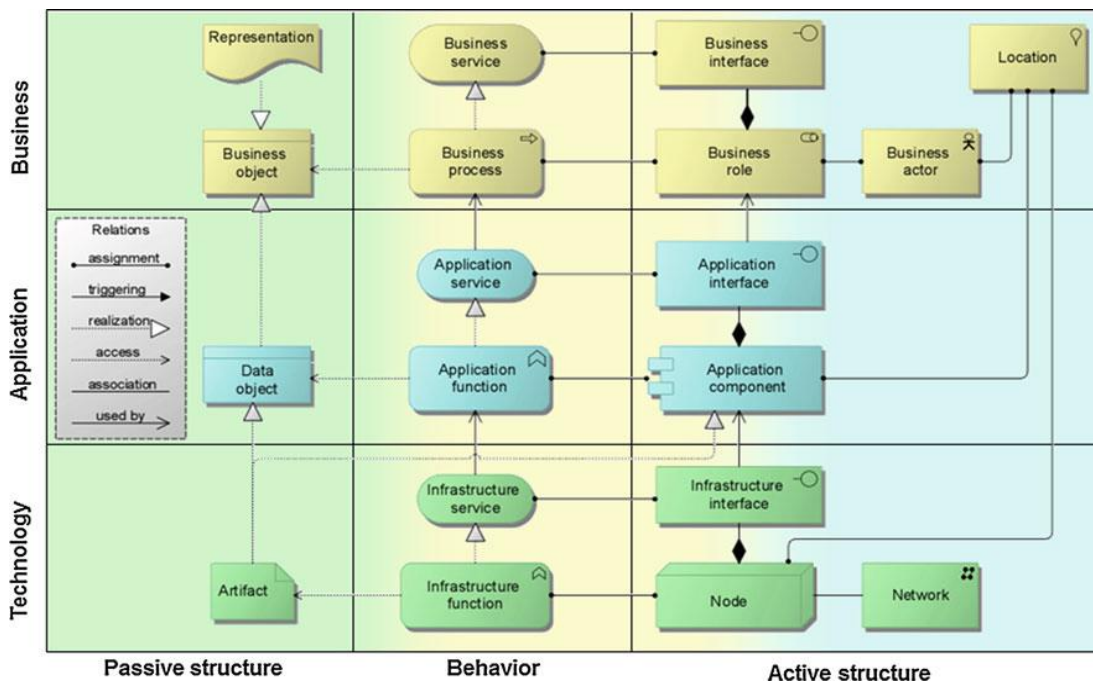 Business
Representation
Business
service
Business
interface
Location
Business
object
Business
process
Business
role
Business
actor
Application
Relations
assignment
triggering
realization
access
association
used by
Application
service
Application
interface
Data
object
Application
function
Application
component
Technology
Infrastructure
service
Infrastructure
interface
Artifact
Infrastructure
function
Node
Network
Passive structure
Behavior
Active structure